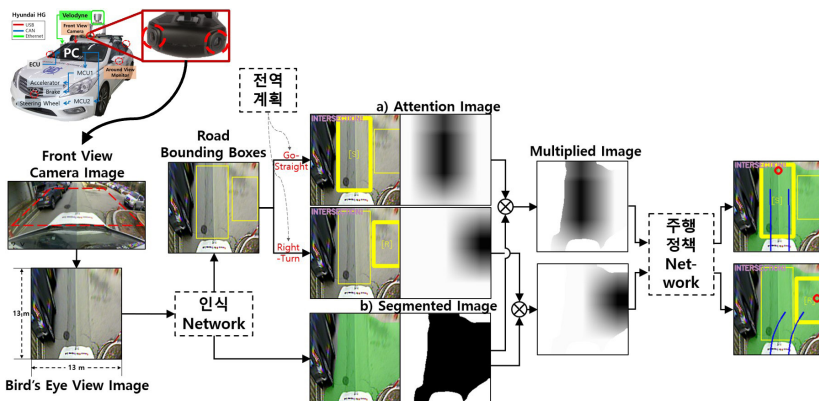 Hyundai HG
USB
CAN
Ethernet
Velodyne
Front View
Camera
PC
ECU
MCU1
Accelerator
Brake
Steering Wheel
MCU2
Around View
Monitor
Front View
Camera Image
13 m
13 m
Bird's Eye View Image
인식
Network
Road
Bounding Boxes
전역
계획
Go-
Straight
Right
-Turn
a) Attention Image
[S]
[R]
b) Segmented Image
Multiplied Image
주행
정책
Net-
work
[S]